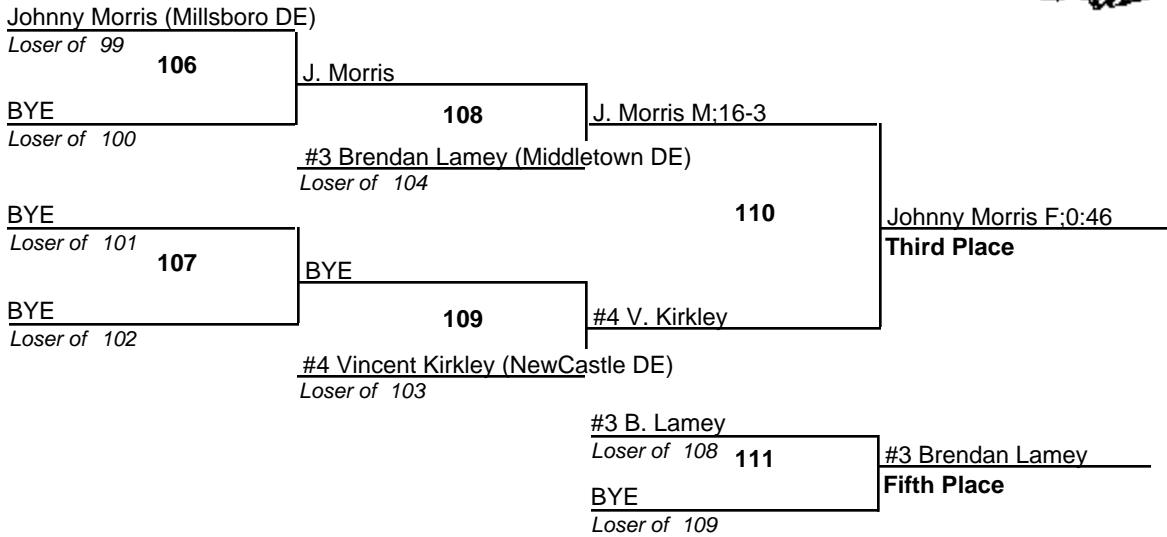 Johnny Morris (Millsboro DE)
Loser of 99
106
J. Morris
BYE
Loser of 100
108
J. Morris M;16-3
#3 Brendan Lamey (Middletown DE)
Loser of 104
BYE
Loser of 101
110
Johnny Morris F;0:46
Third Place
107
BYE
BYE
Loser of 102
109
#4 V. Kirkley
#4 Vincent Kirkley (NewCastle DE)
Loser of 103
#3 B. Lamey
Loser of 108
111
#3 Brendan Lamey
Fifth Place
BYE
Loser of 109